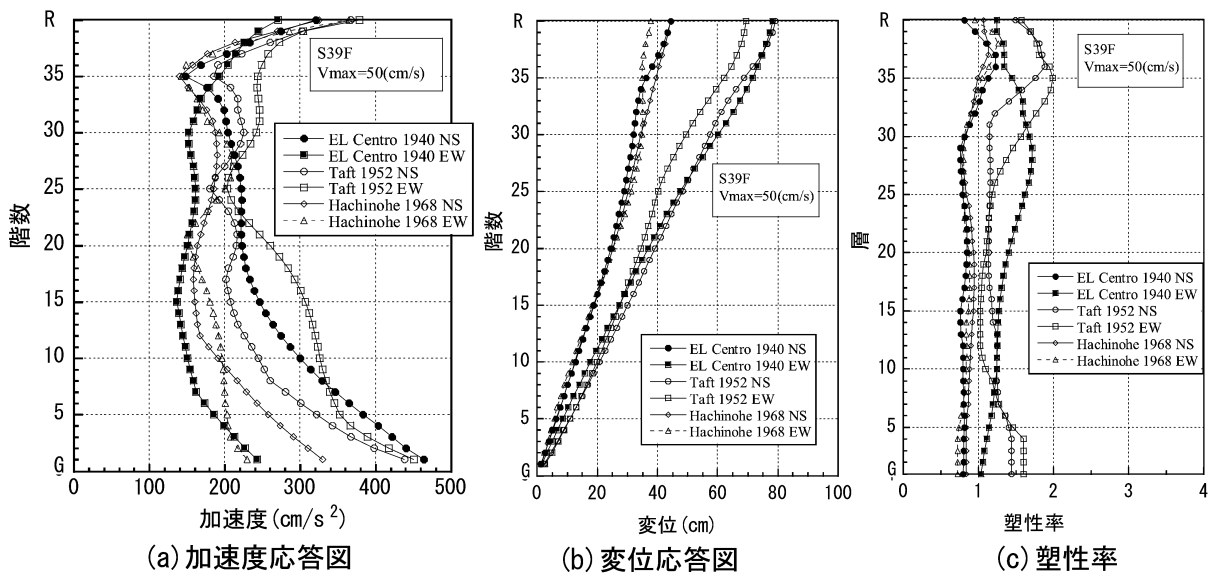 R
35
30
25
20
15
10
5
G
階数
S39F
Vmax=50(cm/s)
EL Centro 1940 NS
EL Centro 1940 EW
Taft 1952 NS
Taft 1952 EW
Hachinohe 1968 NS
Hachinohe 1968 EW
0 100 200 300 400 500
加速度(cm/s²)
(a)加速度応答図
R
35
30
25
20
15
10
5
G
階数
S39F
Vmax=50(cm/s)
EL Centro 1940 NS
EL Centro 1940 EW
Taft 1952 NS
Taft 1952 EW
Hachinohe 1968 NS
Hachinohe 1968 EW
0 20 40 60 80 100
変位(cm)
(b)変位応答図
R
35
30
25
20
15
10
5
G
層
S39F
Vmax=50(cm/s)
EL Centro 1940 NS
EL Centro 1940 EW
Taft 1952 NS
Taft 1952 EW
Hachinohe 1968 NS
Hachinohe 1968 EW
0 1 2 3 4
塑性率
(c)塑性率